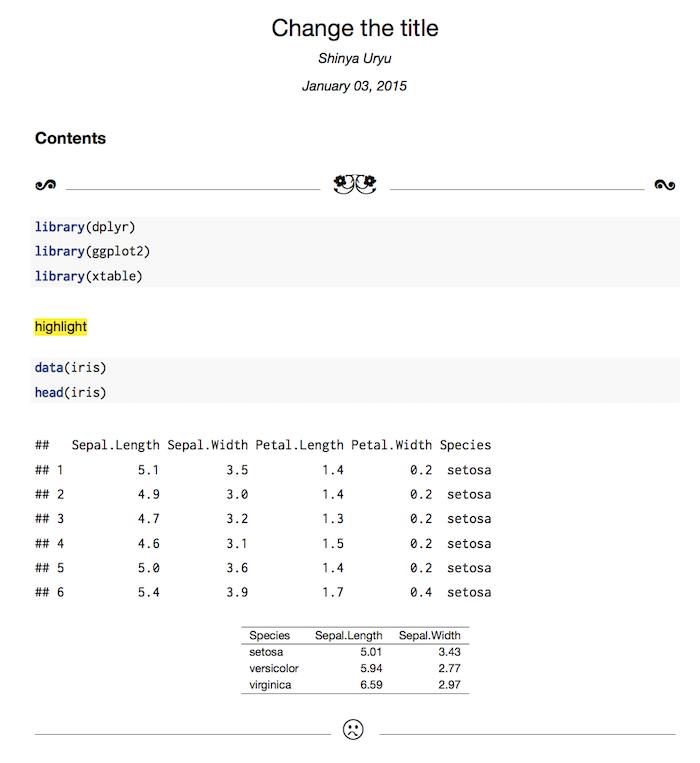 Change the title
Shinya Uryu
January 03, 2015
Contents
library(dplyr)
library(ggplot2)
library(xtable)
highlight
data(iris)
head(iris)
##   Sepal.Length Sepal.Width Petal.Length Petal.Width Species
## 1          5.1         3.5          1.4         0.2  setosa
## 2          4.9         3.0          1.4         0.2  setosa
## 3          4.7         3.2          1.3         0.2  setosa
## 4          4.6         3.1          1.5         0.2  setosa
## 5          5.0         3.6          1.4         0.2  setosa
## 6          5.4         3.9          1.7         0.4  setosa
Species Sepal.Length Sepal.Width
setosa 5.01 3.43
versicolor 5.94 2.77
virginica 6.59 2.97